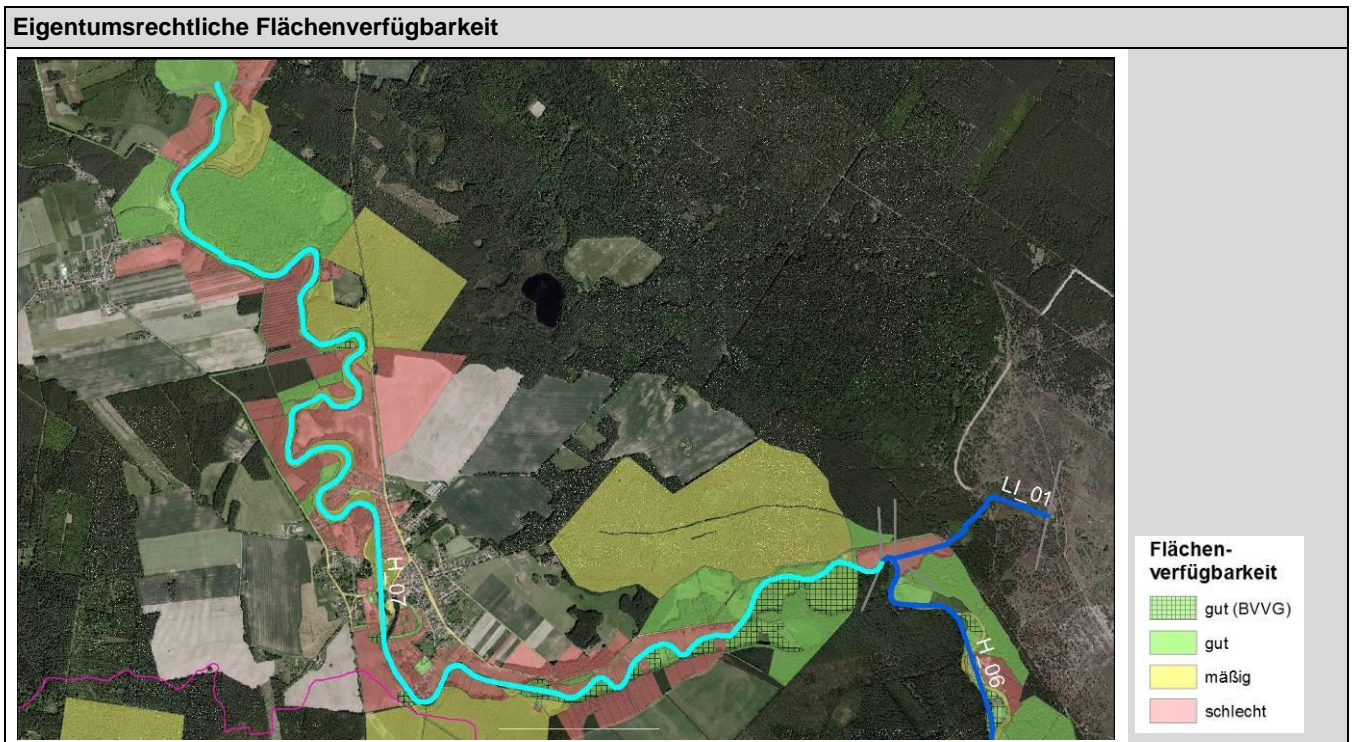 Eigentumsrechtliche Flächenverfügbarkeit
LI_01
H_07
H_06
Flächen-
verfügbarkeit
gut (BVVG)
gut
mäßig
schlecht